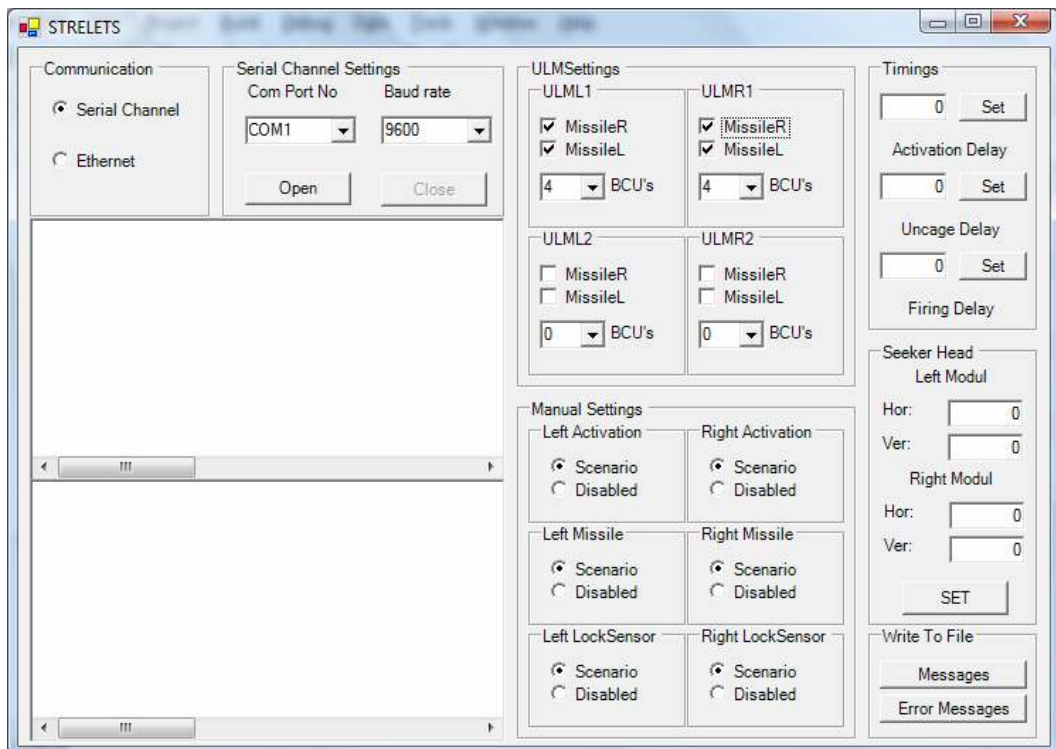 STRELETS
Communication
Serial Channel
Ethernet
Serial Channel Settings
Com Port No
Baud rate
COM1
9600
Open
Close
ULMSettings
ULML1
MissileR
MissileL
4
BCU's
ULMR1
MissileR
MissileL
4
BCU's
ULML2
MissileR
MissileL
0
BCU's
ULMR2
MissileR
MissileL
0
BCU's
Manual Settings
Left Activation
Scenario
Disabled
Right Activation
Scenario
Disabled
Left Missile
Scenario
Disabled
Right Missile
Scenario
Disabled
Left LockSensor
Scenario
Disabled
Right LockSensor
Scenario
Disabled
Timings
0
Set
Activation Delay
0
Set
Uncage Delay
0
Set
Firing Delay
Seeker Head
Left Modul
Hor:
0
Ver:
0
Right Modul
Hor:
0
Ver:
0
SET
Write To File
Messages
Error Messages